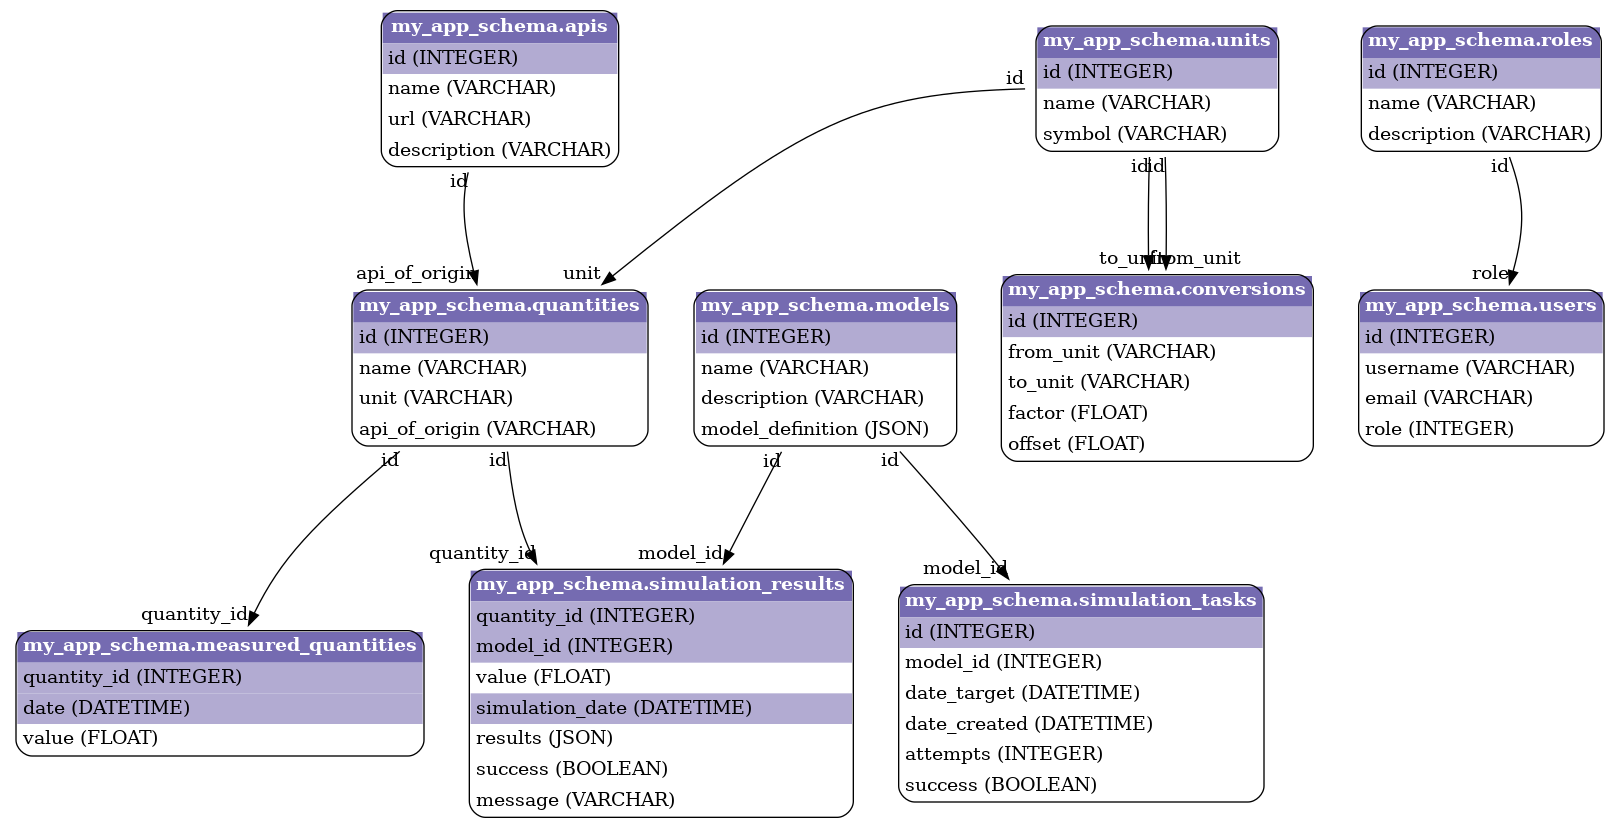 my_app_schema.apis
id (INTEGER)
name (VARCHAR)
url (VARCHAR)
description (VARCHAR)
my_app_schema.units
id (INTEGER)
name (VARCHAR)
symbol (VARCHAR)
my_app_schema.roles
id (INTEGER)
name (VARCHAR)
description (VARCHAR)
id
id
id
id
id
api_of_origin
unit
to_unit
from_unit
role
my_app_schema.quantities
id (INTEGER)
name (VARCHAR)
unit (VARCHAR)
api_of_origin (VARCHAR)
my_app_schema.models
id (INTEGER)
name (VARCHAR)
description (VARCHAR)
model_definition (JSON)
my_app_schema.conversions
id (INTEGER)
from_unit (VARCHAR)
to_unit (VARCHAR)
factor (FLOAT)
offset (FLOAT)
my_app_schema.users
id (INTEGER)
username (VARCHAR)
email (VARCHAR)
role (INTEGER)
id
id
id
id
quantity_id
quantity_id
model_id
model_id
my_app_schema.measured_quantities
quantity_id (INTEGER)
date (DATETIME)
value (FLOAT)
my_app_schema.simulation_results
quantity_id (INTEGER)
model_id (INTEGER)
value (FLOAT)
simulation_date (DATETIME)
results (JSON)
success (BOOLEAN)
message (VARCHAR)
my_app_schema.simulation_tasks
id (INTEGER)
model_id (INTEGER)
date_target (DATETIME)
date_created (DATETIME)
attempts (INTEGER)
success (BOOLEAN)